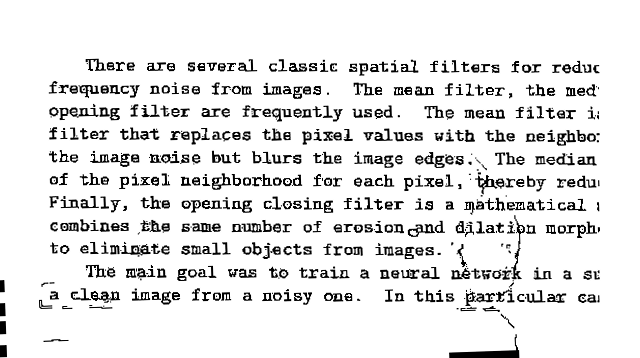 There are several classic spatial filters for reduc
frequency noise from images. The mean filter, the med
opening filter are frequently used. The mean filter i
filter that replaces the pixel values with the neighbo
the image noise but blurs the image edges. The median
of the pixel neighborhood for each pixel, thereby redu
Finally, the opening closing filter is a mathematical
combines the same number of erosion and dilation morph
to eliminate small objects from images.
The main goal was to train a neural network in a su
a clean image from a noisy one. In this particular ca